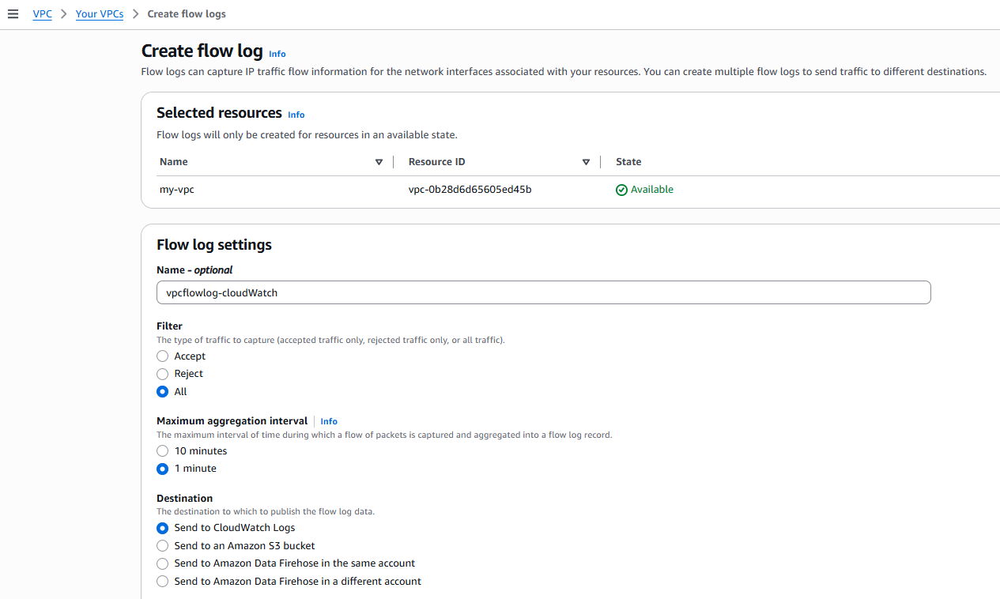 VPC > Your VPCs > Create flow logs
Create flow log Info
Flow logs can capture IP traffic flow information for the network interfaces associated with your resources. You can create multiple flow logs to send traffic to different destinations.
Selected resources Info
Flow logs will only be created for resources in an available state.
Name Resource ID State
my-vpc vpc-0b28d6d65605ed45b Available
Flow log settings
Name - optional
vpcflowlog-cloudWatch
Filter
The type of traffic to capture (accepted traffic only, rejected traffic only, or all traffic).
Accept
Reject
All
Maximum aggregation interval Info
The maximum interval of time during which a flow of packets is captured and aggregated into a flow log record.
10 minutes
1 minute
Destination
The destination to which to publish the flow log data.
Send to CloudWatch Logs
Send to an Amazon S3 bucket
Send to Amazon Data Firehose in the same account
Send to Amazon Data Firehose in a different account